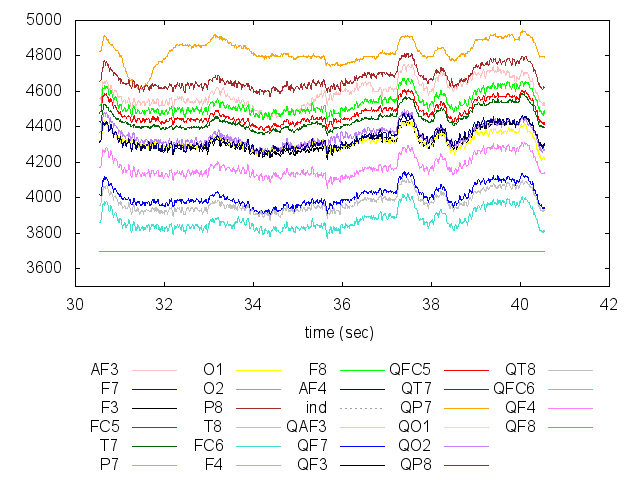 5000
4800
4600
4400
4200
4000
3800
3600
30 32 34 36 38 40 42
time (sec)
AF3 O1 F8 QFC5 QT8
F7 O2 AF4 QT7 QFC6
F3 P8 ind QP7 QF4
FC5 T8 QAF3 QO1 QF8
T7 FC6 QF7 QO2
P7 F4 QF3 QP8